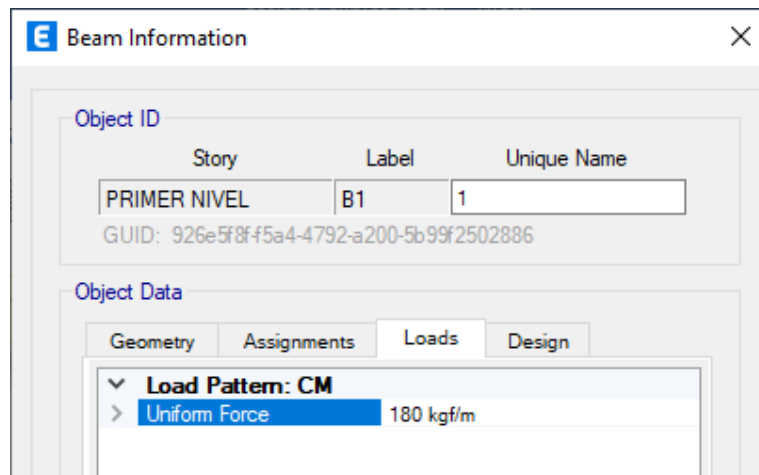 E Beam Information
Object ID
Story Label Unique Name
PRIMER NIVEL B1 1
GUID: 926e5f8f-f5a4-4792-a200-5b99f2502886
Object Data
Geometry Assignments Loads Design
Load Pattern: CM
Uniform Force 180 kgf/m